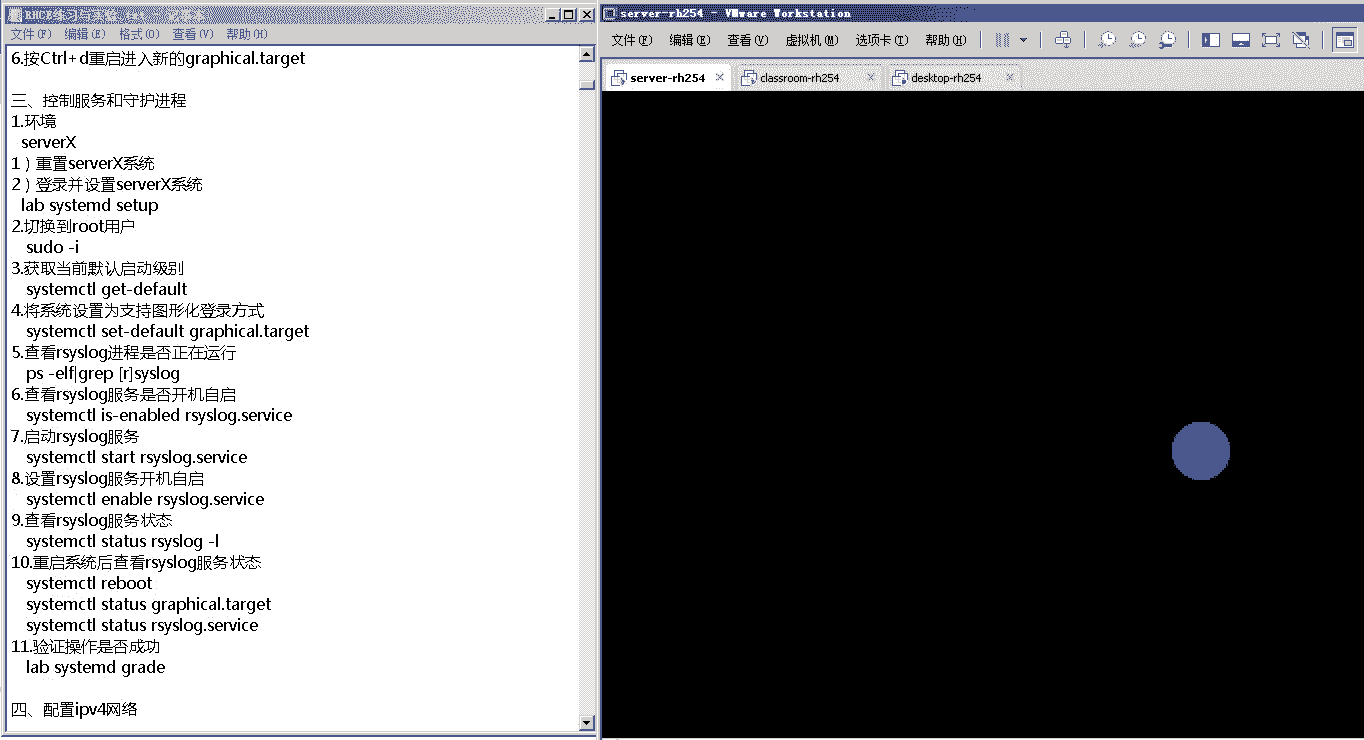 文件(F) 编辑(E) 格式(O) 查看(V) 帮助(H)
6.按Ctrl+d重启进入新的graphical.target
三、控制服务和守护进程
1.环境
serverX
1）重置serverX系统
2）登录并设置serverX系统
lab systemd setup
2.切换到root用户
sudo -i
3.获取当前默认启动级别
systemctl get-default
4.将系统设置为支持图形化登录方式
systemctl set-default graphical.target
5.查看rsyslog进程是否正在运行
ps -elf|grep [r]syslog
6.查看rsyslog服务是否开机自启
systemctl is-enabled rsyslog.service
7.启动rsyslog服务
systemctl start rsyslog.service
8.设置rsyslog服务开机自启
systemctl enable rsyslog.service
9.查看rsyslog服务状态
systemctl status rsyslog -l
10.重启系统后查看rsyslog服务状态
systemctl reboot
systemctl status graphical.target
systemctl status rsyslog.service
11.验证操作是否成功
lab systemd grade
四、配置ipv4网络
server-rh254 - VMware Workstation
文件(F) 编辑(E) 查看(V) 虚拟机(M) 选项卡(T) 帮助(H)
server-rh254 classroom-rh254 desktop-rh254